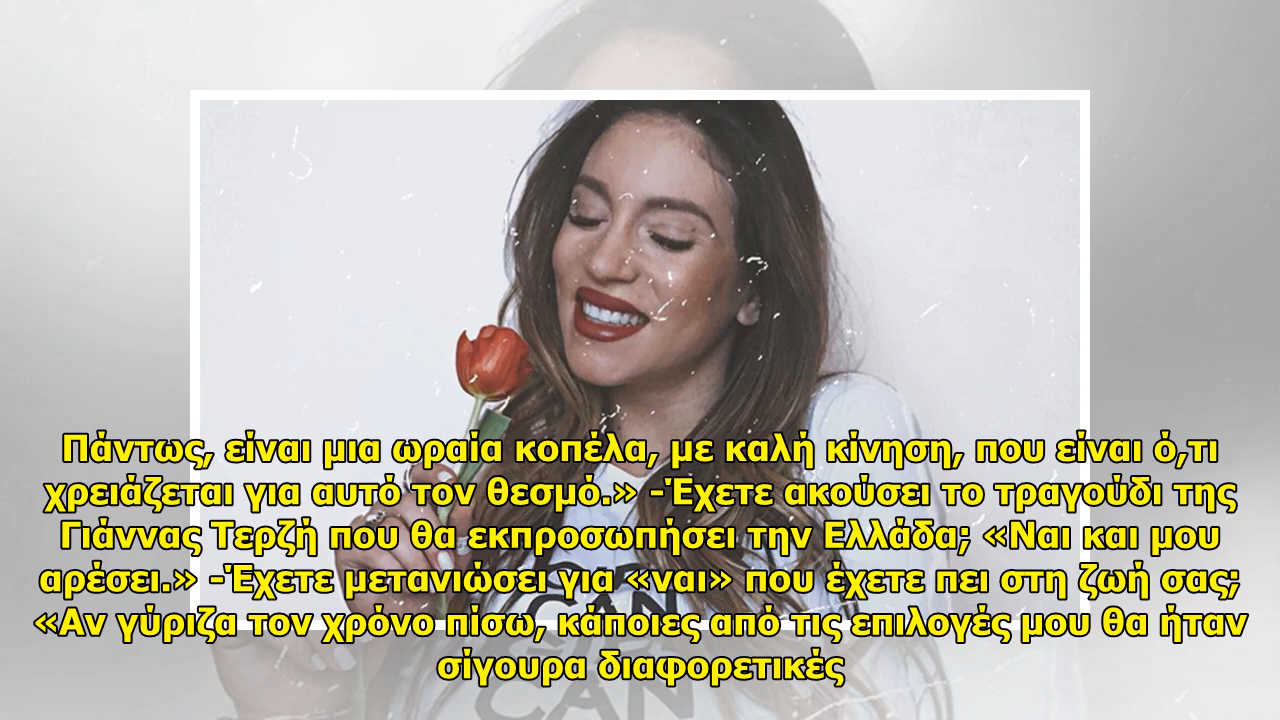 Πάντως, είναι μια ωραία κοπέλα, με καλή κίνηση, που είναι ό,τι
χρειάζεται για αυτό τον θεσμό.» -Έχετε ακούσει το τραγούδι της
Γιάννας Τερζή που θα εκπροσωπήσει την Ελλάδα; «Ναι και μου
αρέσει.» -Έχετε μετανιώσει για «ναι» που έχετε πει στη ζωή σας;
«Αν γύριζα τον χρόνο πίσω, κάποιες από τις επιλογές μου θα ήταν
σίγουρα διαφορετικές
CAN
CAN